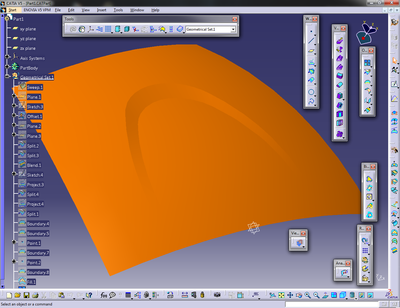 CATIA V5 - [Part1.CATPart]
Start ENOVIA V5 VPM File Edit View Insert Tools Window Help
Part1
Tools
xy plane
yz plane
zx plane
Geometrical Set.1
Axis Systems
PartBody
Geometrical Set.1
Sweep.1
Plane.1
Sketch.3
Offset.1
Plane.2
Plane.3
Split.2
Split.3
Blend.1
Sketch.4
Project.3
Split.4
Project.4
Split.1
Boundary.4
Boundary.5
Point.1
Boundary.7
Point.2
Boundary.8
Fill.1
Select an object or a command